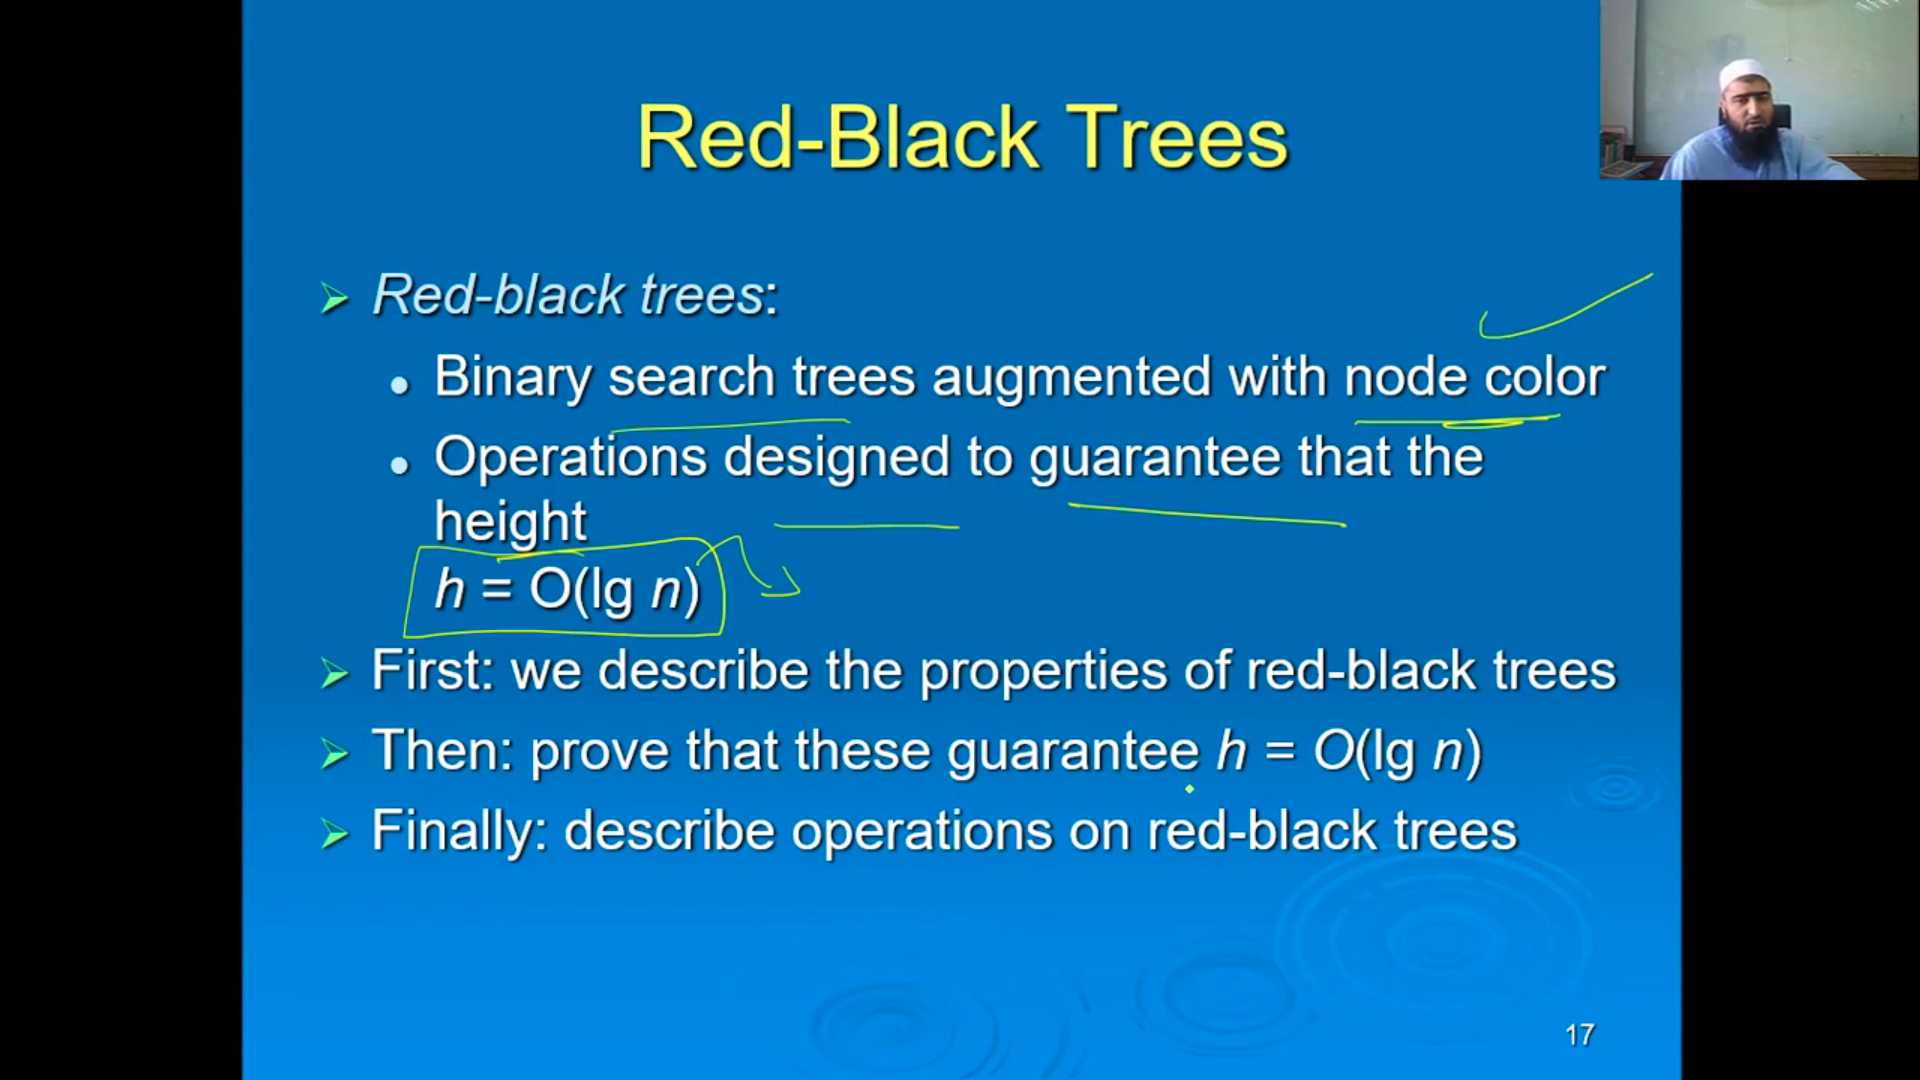 Red-Black Trees
Red-black trees:
Binary search trees augmented with node color
Operations designed to guarantee that the
height
h = O(lg n)
First: we describe the properties of red-black trees
Then: prove that these guarantee h = O(lg n)
Finally: describe operations on red-black trees
17